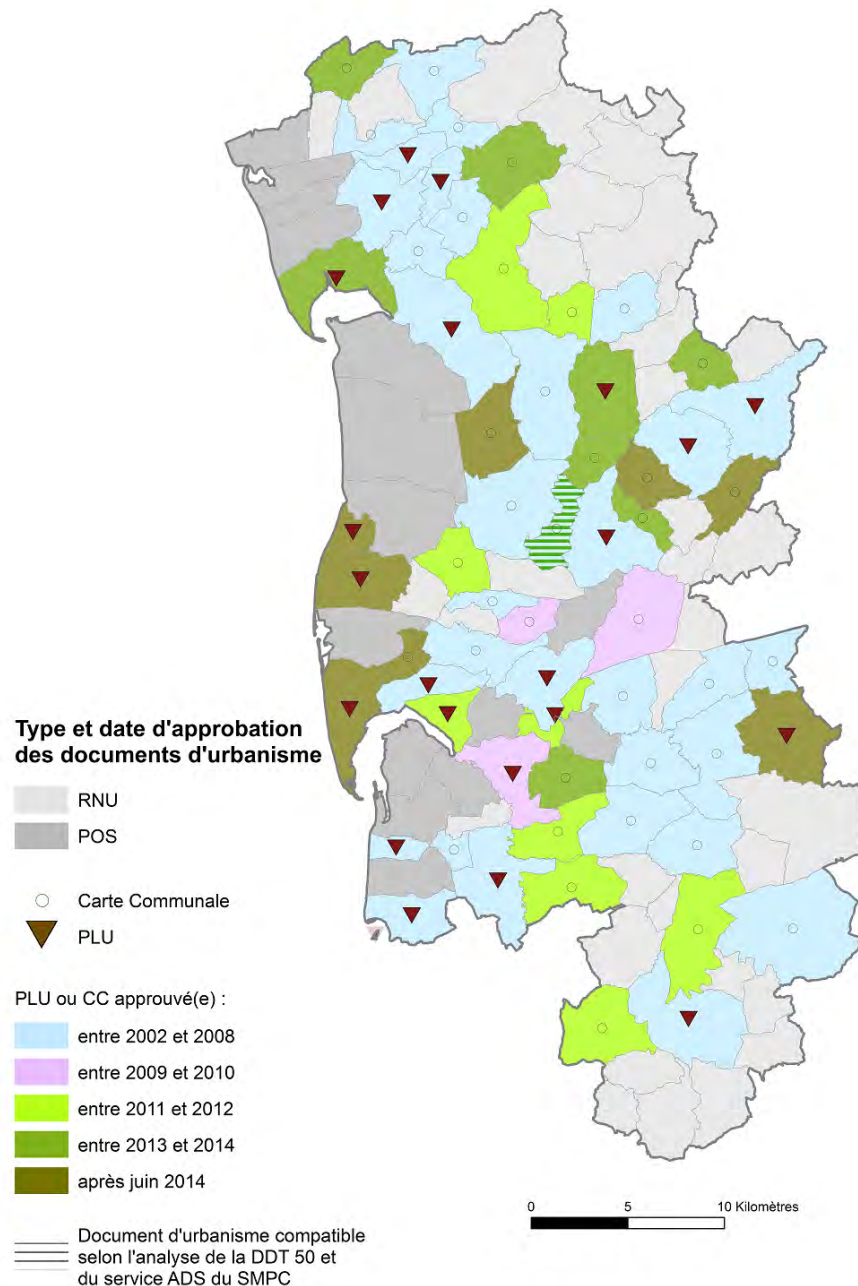 Type et date d'approbation
des documents d'urbanisme
RNU
POS
Carte Communale
PLU
PLU ou CC approuvé(e) :
entre 2002 et 2008
entre 2009 et 2010
entre 2011 et 2012
entre 2013 et 2014
après juin 2014
Document d'urbanisme compatible
selon l'analyse de la DDT 50 et
du service ADS du SMPC
0 5 10 Kilomètres